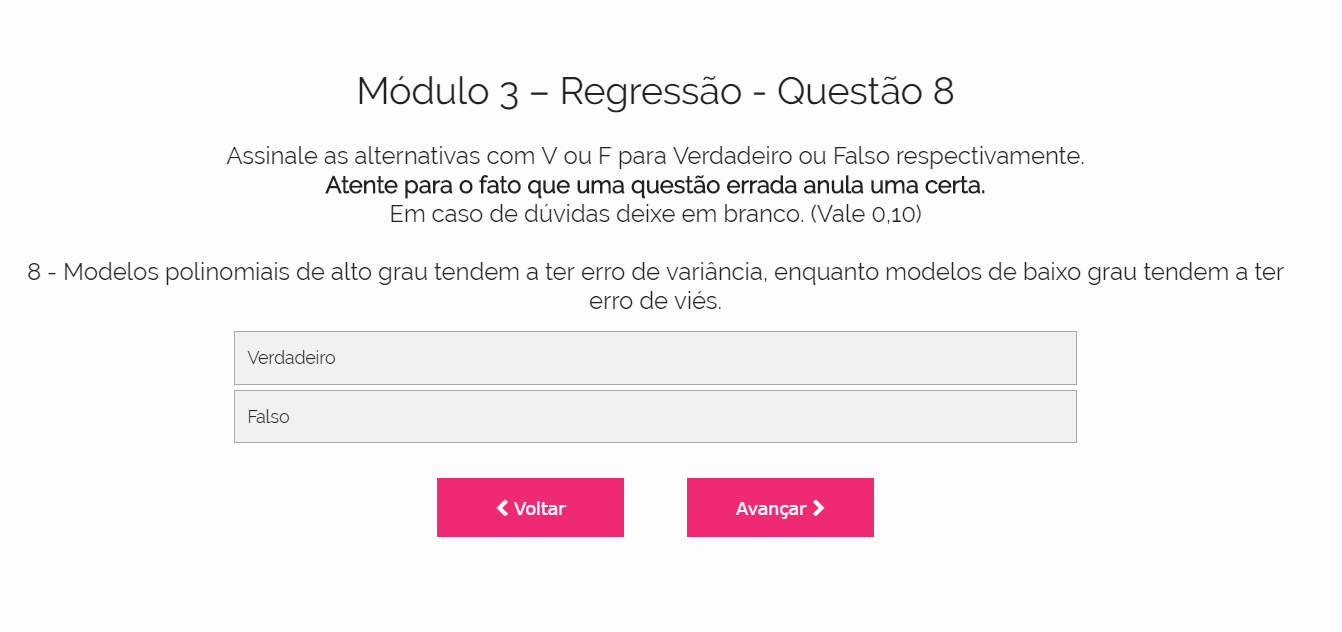 Módulo 3 – Regressão - Questão 8
Assinale as alternativas com V ou F para Verdadeiro ou Falso respectivamente.
Atente para o fato que uma questão errada anula uma certa.
Em caso de dúvidas deixe em branco. (Vale 0,10)
8 - Modelos polinomiais de alto grau tendem a ter erro de variância, enquanto modelos de baixo grau tendem a ter
erro de viés.
Verdadeiro
Falso
Voltar
Avançar